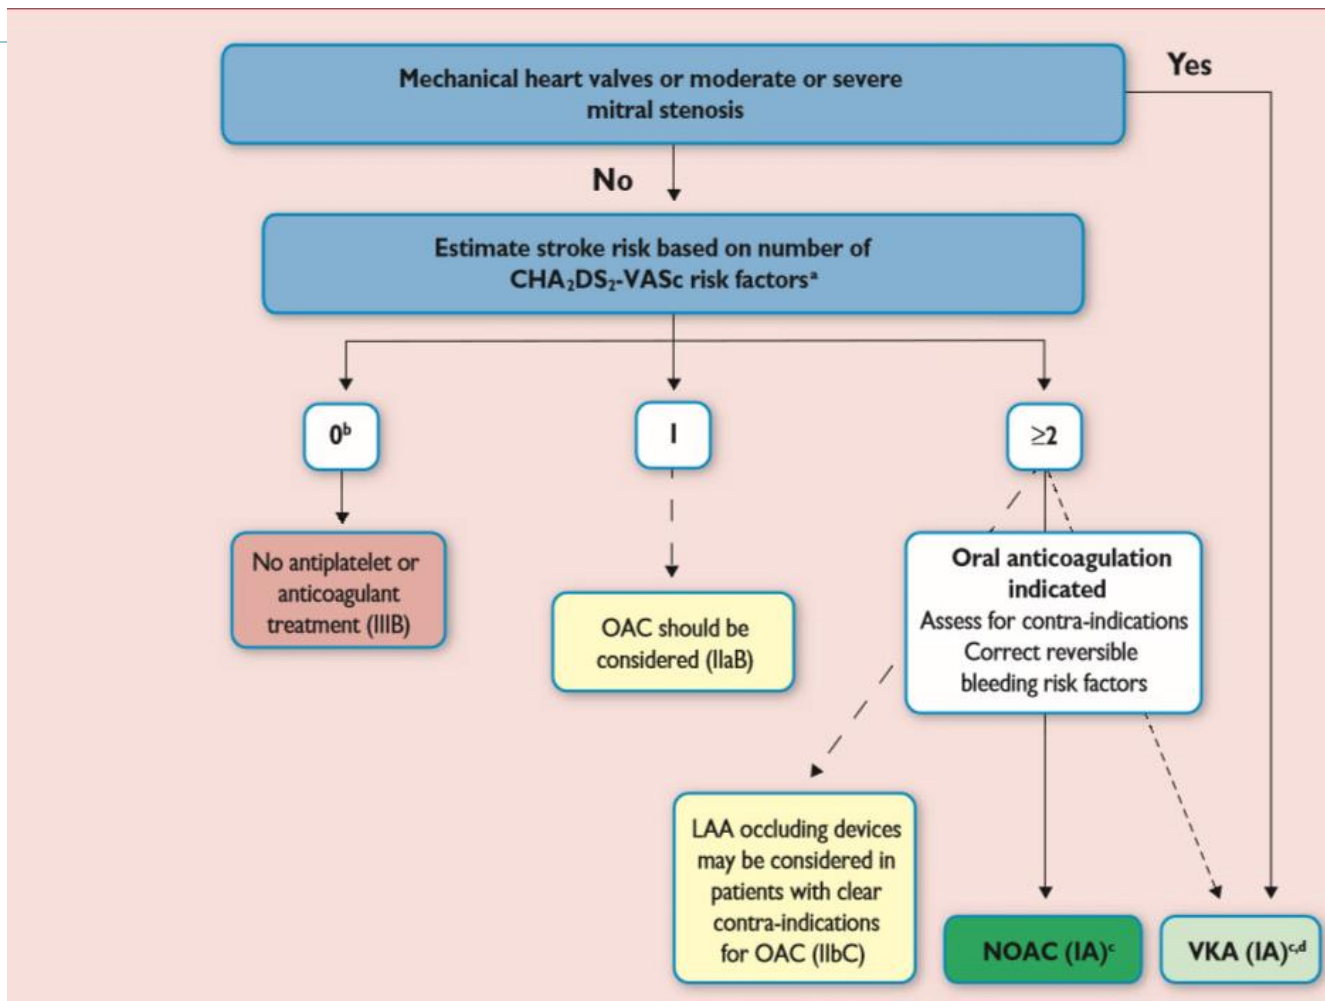 Mechanical heart valves or moderate or severe
mitral stenosis
Yes
No
Estimate stroke risk based on number of
CHA₂DS₂-VASc risk factorsᵃ
0ᵇ
I
≥2
No antiplatelet or
anticoagulant
treatment (IIIB)
OAC should be
considered (IIaB)
Oral anticoagulation
indicated
Assess for contra-indications
Correct reversible
bleeding risk factors
LAA occluding devices
may be considered in
patients with clear
contra-indications
for OAC (IIbC)
NOAC (IA)ᶜ
VKA (IA)ᶜ,ᵈ